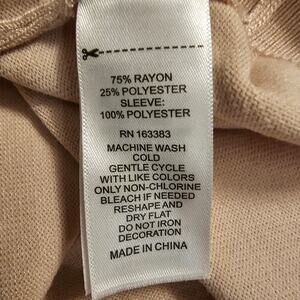 75% RAYON
25% POLYESTER
SLEEVE:
100% POLYESTER
RN 163383
MACHINE WASH
COLD
GENTLE CYCLE
WITH LIKE COLORS
ONLY NON-CHLORINE
BLEACH IF NEEDED
RESHAPE AND
DRY FLAT
DO NOT IRON
DECORATION
MADE IN CHINA